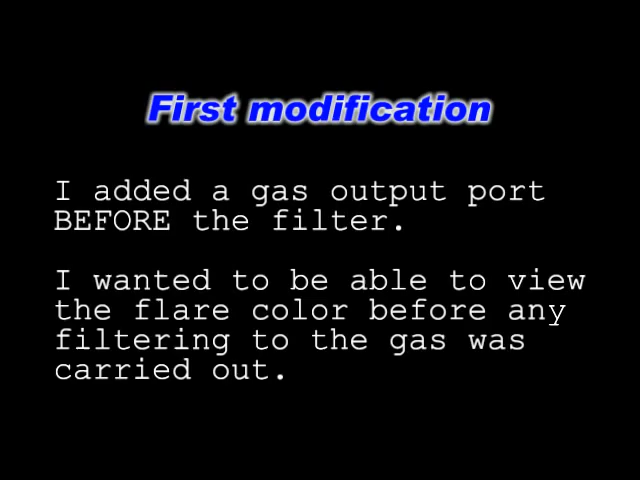 First modification
I added a gas output port
BEFORE the filter.
I wanted to be able to view
the flare color before any
filtering to the gas was
carried out.